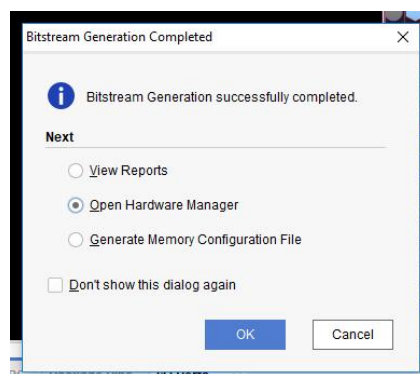 Bitstream Generation Completed
Bitstream Generation successfully completed.
Next
View Reports
Open Hardware Manager
Generate Memory Configuration File
Don't show this dialog again
OK
Cancel